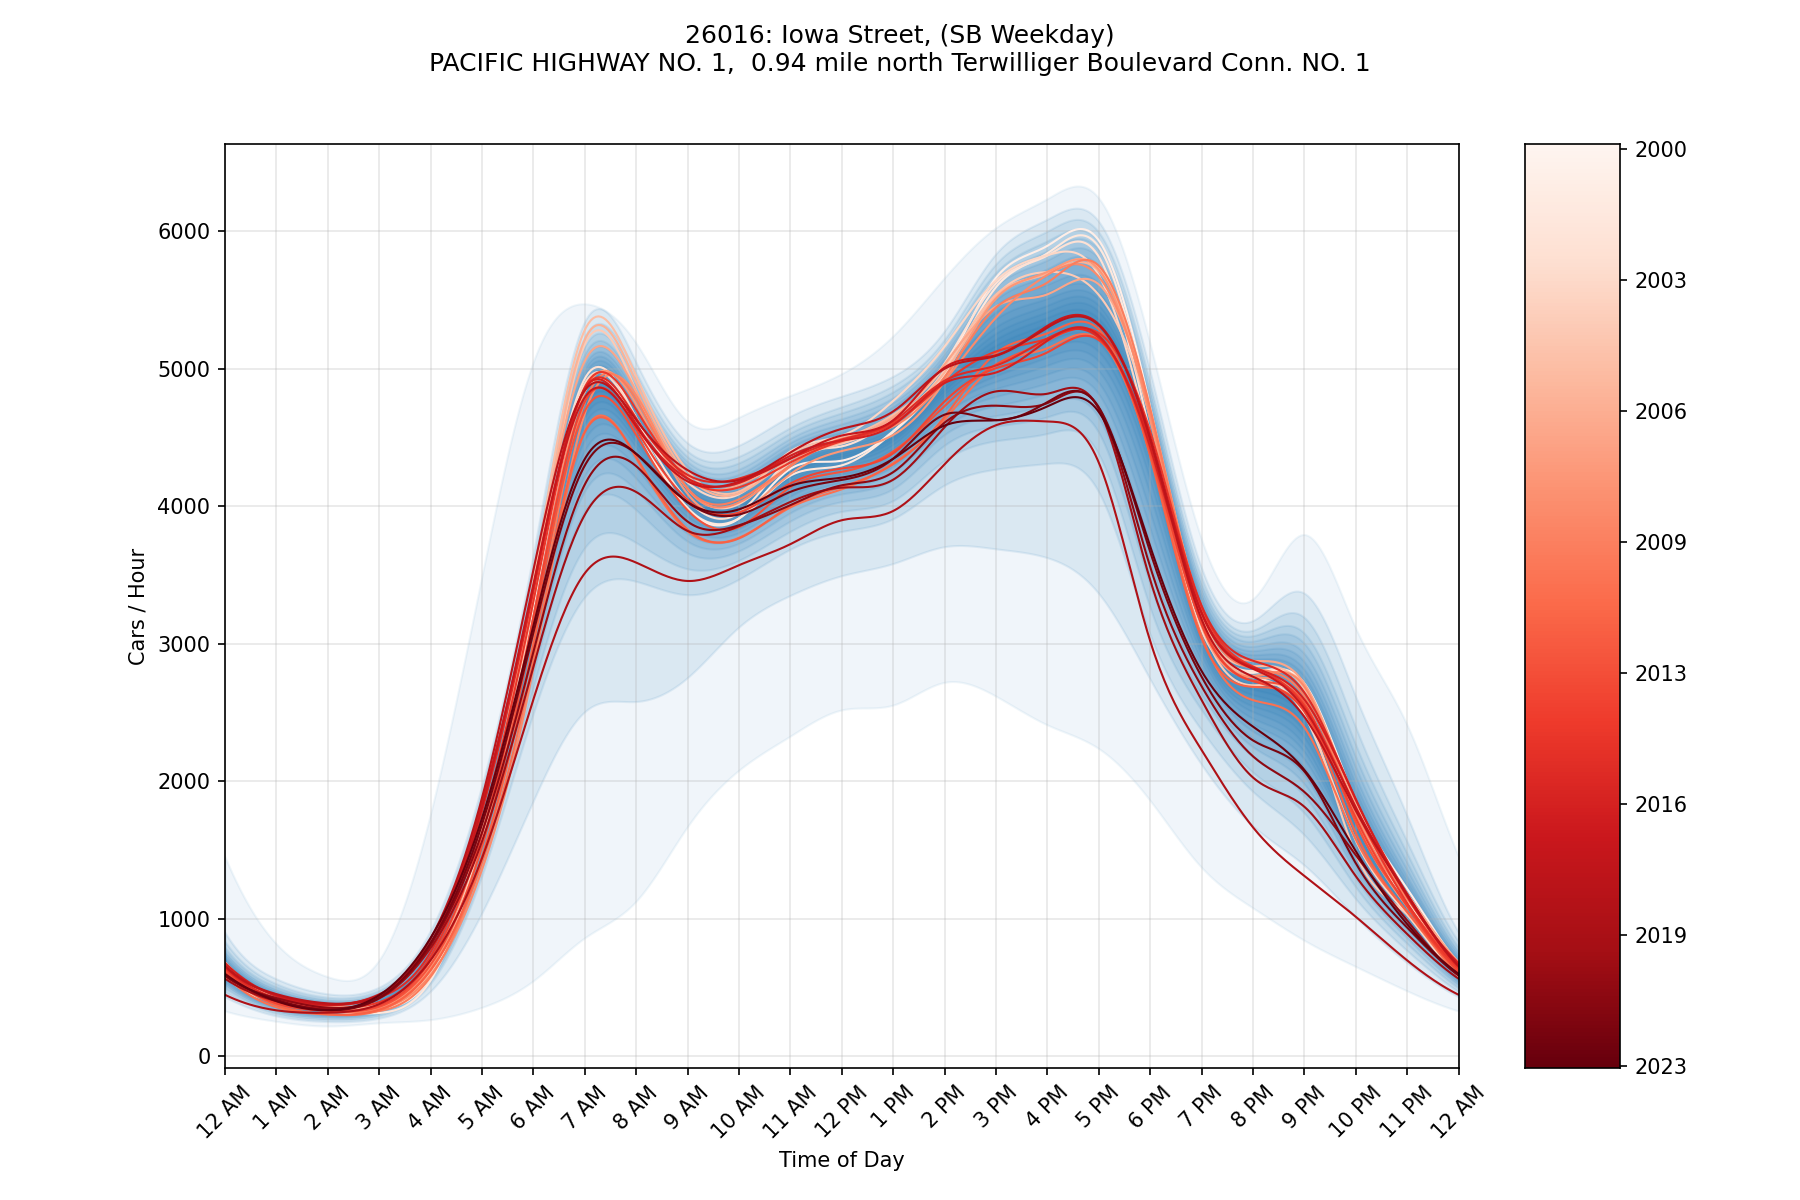 26016: Iowa Street, (SB Weekday)
PACIFIC HIGHWAY NO. 1,  0.94 mile north Terwilliger Boulevard Conn. NO. 1
Cars / Hour
6000
5000
4000
3000
2000
1000
0
12 AM
1 AM
2 AM
3 AM
4 AM
5 AM
6 AM
7 AM
8 AM
9 AM
10 AM
11 AM
12 PM
1 PM
2 PM
3 PM
4 PM
5 PM
6 PM
7 PM
8 PM
9 PM
10 PM
11 PM
12 AM
Time of Day
2000
2003
2006
2009
2013
2016
2019
2023